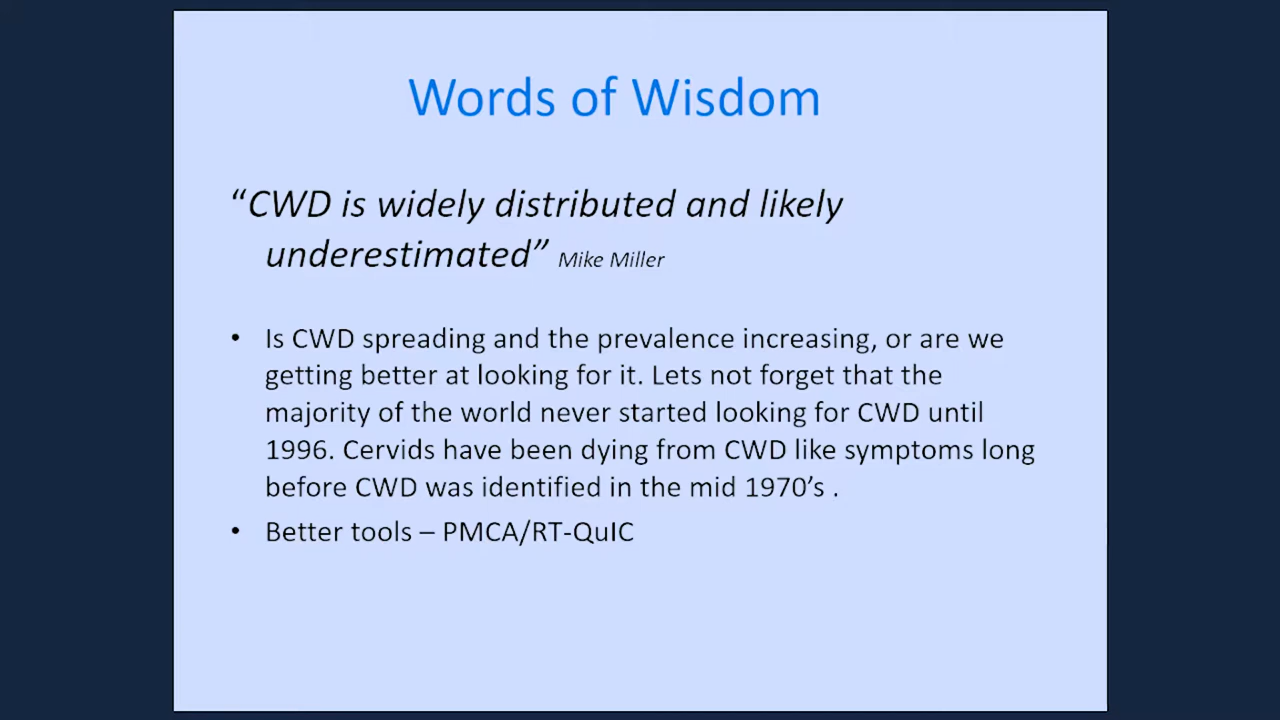 Words of Wisdom
“CWD is widely distributed and likely
underestimated” Mike Miller
• Is CWD spreading and the prevalence increasing, or are we
getting better at looking for it. Lets not forget that the
majority of the world never started looking for CWD until
1996. Cervids have been dying from CWD like symptoms long
before CWD was identified in the mid 1970’s .
• Better tools – PMCA/RT-QuIC